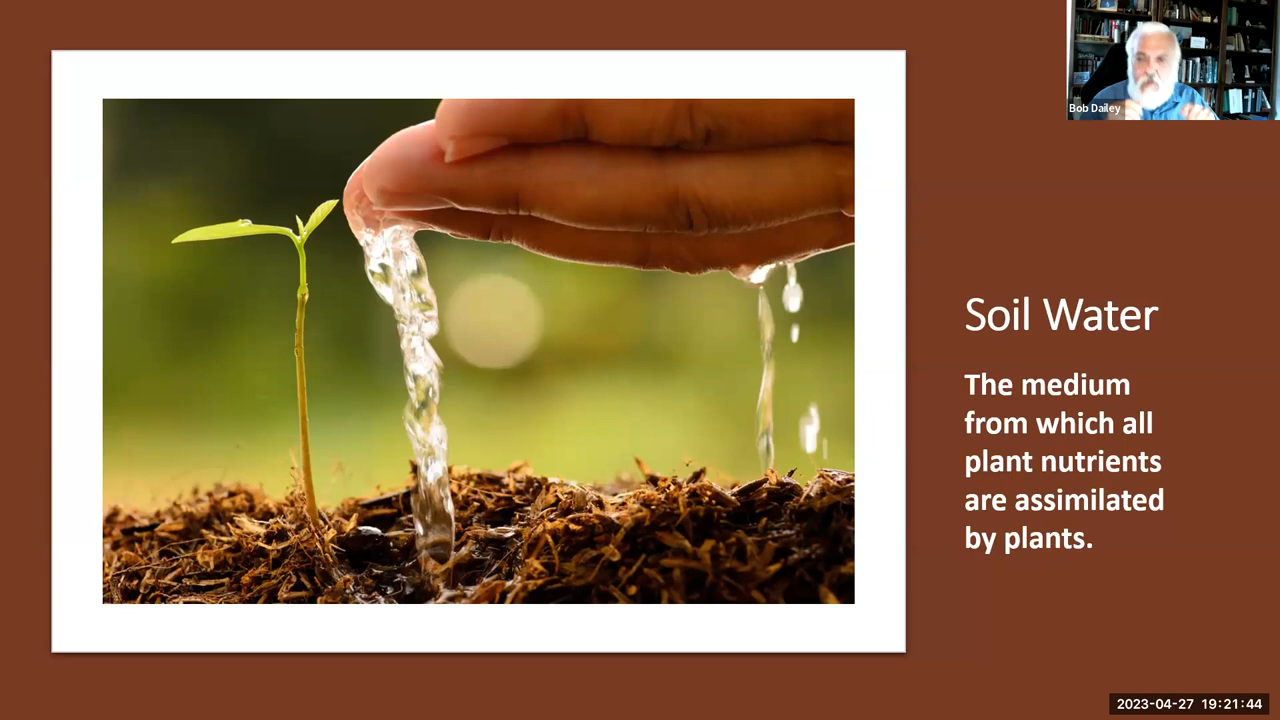 Bob Dailey
Soil Water
The medium
from which all
plant nutrients
are assimilated
by plants.
2023-04-27 19:21:44